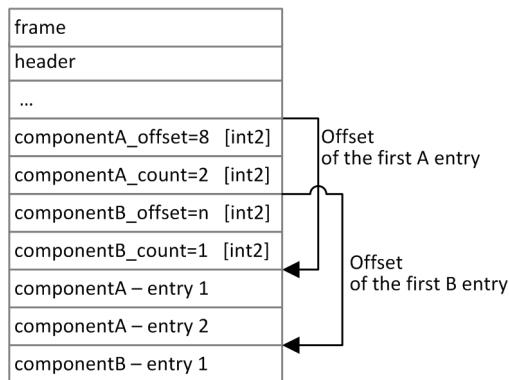 frame
header
...
componentA_offset=8 [int2]
Offset
of the first A entry
componentA_count=2 [int2]
componentB_offset=n [int2]
componentB_count=1 [int2]
Offset
of the first B entry
componentA – entry 1
componentA – entry 2
componentB – entry 1